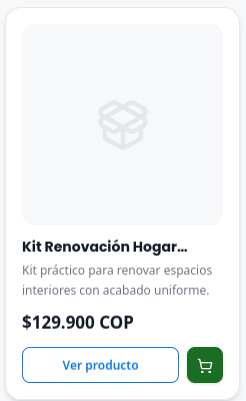 Kit Renovación Hogar...
Kit práctico para renovar espacios
interiores con acabado uniforme.
$129.900 COP
Ver producto